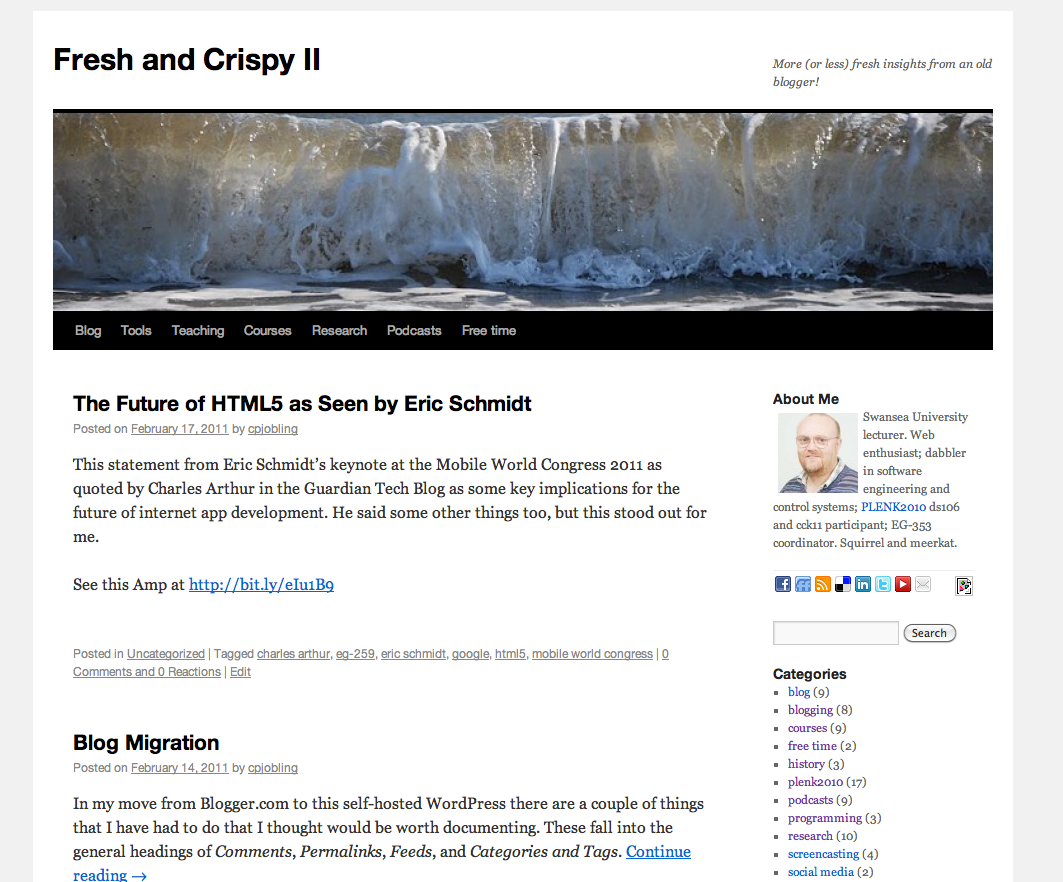 Fresh and Crispy II
More (or less) fresh insights from an old
blogger!
Blog Tools Teaching Courses Research Podcasts Free time
The Future of HTML5 as Seen by Eric Schmidt
Posted on February 17, 2011 by cpjobling
This statement from Eric Schmidt’s keynote at the Mobile World Congress 2011 as
quoted by Charles Arthur in the Guardian Tech Blog as some key implications for the
future of internet app development. He said some other things too, but this stood out for
me.
See this Amp at http://bit.ly/eIu1B9
Posted in Uncategorized | Tagged charles arthur, eg-259, eric schmidt, google, html5, mobile world congress | 0
Comments and 0 Reactions | Edit
Blog Migration
Posted on February 14, 2011 by cpjobling
In my move from Blogger.com to this self-hosted WordPress there are a couple of things
that I have had to do that I thought would be worth documenting. These fall into the
general headings of Comments, Permalinks, Feeds, and Categories and Tags. Continue
reading →
About Me
Swansea University
lecturer. Web
enthusiast; dabbler
in software
engineering and
control systems; PLENK2010 ds106
and cck11 participant; EG-353
coordinator. Squirrel and meerkat.
Search
Categories
blog (9)
blogging (8)
courses (9)
free time (2)
history (3)
plenk2010 (17)
podcasts (9)
programming (3)
research (10)
screencasting (4)
social media (2)